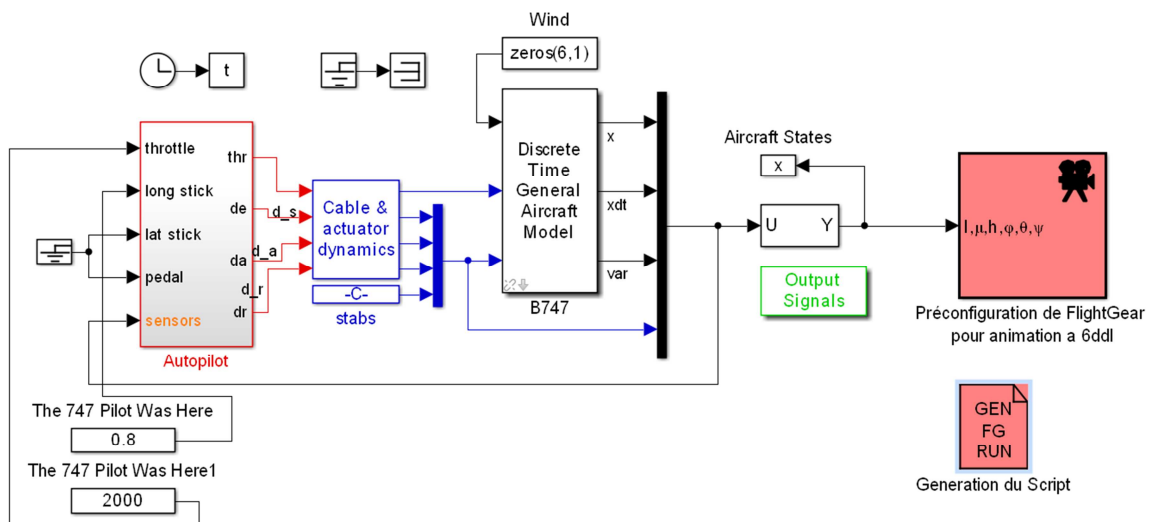 Wind
zeros(6,1)
t
throttle
long stick
lat stick
pedal
sensors
thr
de
da
dr
Autopilot
d_s
d_a
d_r
Cable &
actuator
dynamics
-C-
stabs
Discrete
Time
General
Aircraft
Model
B747
x
xdt
var
Aircraft States
x
U Y
Output
Signals
l,μ,h,φ,θ,ψ
Préconfiguration de FlightGear
pour animation a 6ddl
GEN
FG
RUN
Generation du Script
The 747 Pilot Was Here
0.8
The 747 Pilot Was Here1
2000